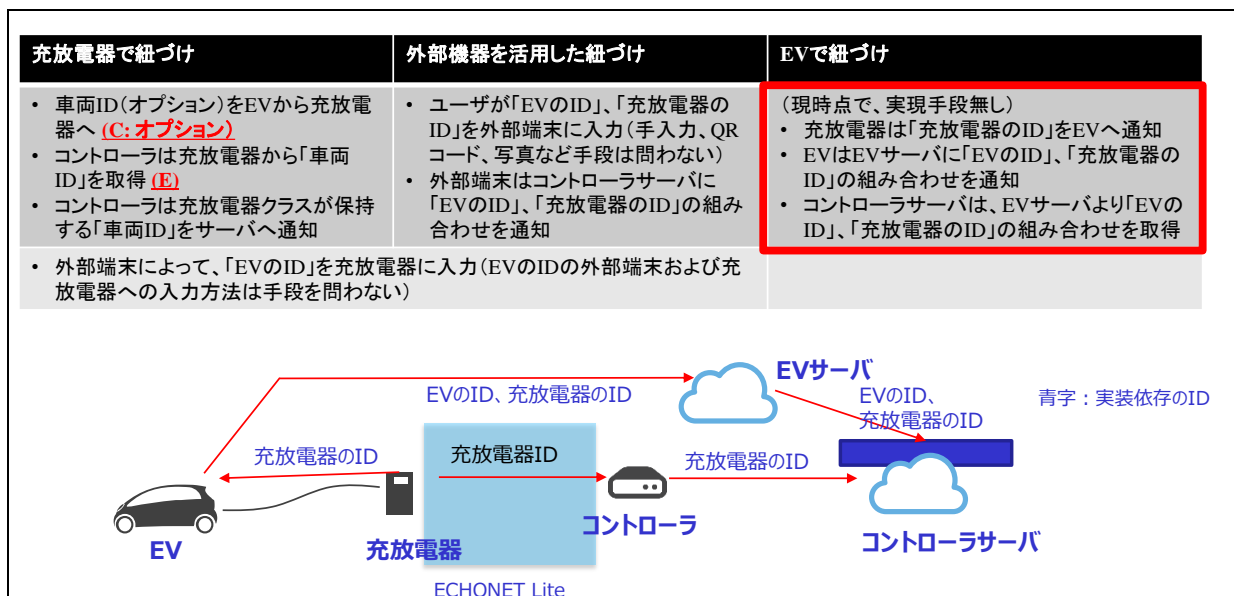 充放電器で紐づけ
外部機器を活用した紐づけ
EVで紐づけ
• 車両ID(オプション)をEVから充放電
器へ (C: オプション)
• コントローラは充放電器から「車両
ID」を取得 (E)
• コントローラは充放電器クラスが保持
する「車両ID」をサーバへ通知
• ユーザが「EVのID」、「充放電器の
ID」を外部端末に入力(手入力、QR
コード、写真など手段は問わない)
• 外部端末はコントローラサーバに
「EVのID」、「充放電器のID」の組み
合わせを通知
(現時点で、実現手段無し)
• 充放電器は「充放電器のID」をEVへ通知
• EVはEVサーバに「EVのID」、「充放電器の
ID」の組み合わせを通知
• コントローラサーバは、EVサーバより「EVの
ID」、「充放電器のID」の組み合わせを取得
• 外部端末によって、「EVのID」を充放電器に入力(EVのIDの外部端末および充
放電器への入力方法は手段を問わない)
EVサーバ
EVのID、充放電器のID
EVのID、
充放電器のID
青字:実装依存のID
充放電器のID
充放電器ID
充放電器のID
コントローラ
EV
充放電器
コントローラサーバ
ECHONET Lite